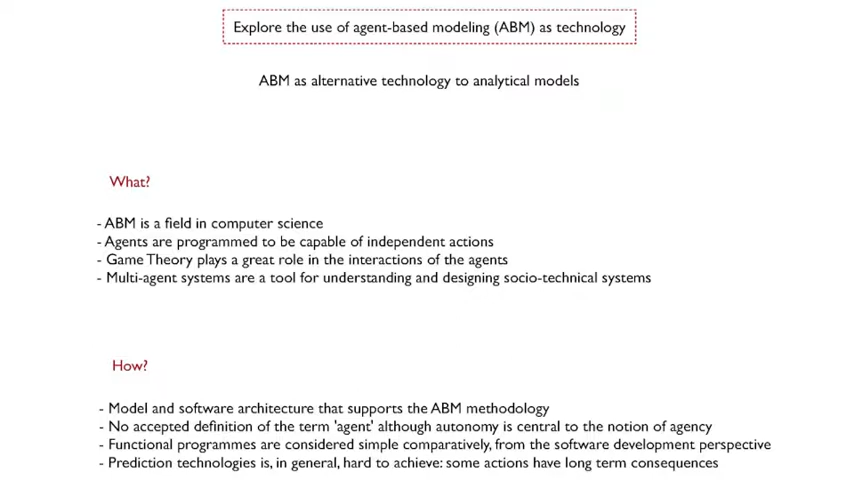 Explore the use of agent-based modeling (ABM) as technology
ABM as alternative technology to analytical models
What?
- ABM is a field in computer science
- Agents are programmed to be capable of independent actions
- Game Theory plays a great role in the interactions of the agents
- Multi-agent systems are a tool for understanding and designing socio-technical systems
How?
- Model and software architecture that supports the ABM methodology
- No accepted definition of the term 'agent' although autonomy is central to the notion of agency
- Functional programmes are considered simple comparatively, from the software development perspective
- Prediction technologies is, in general, hard to achieve: some actions have long term consequences